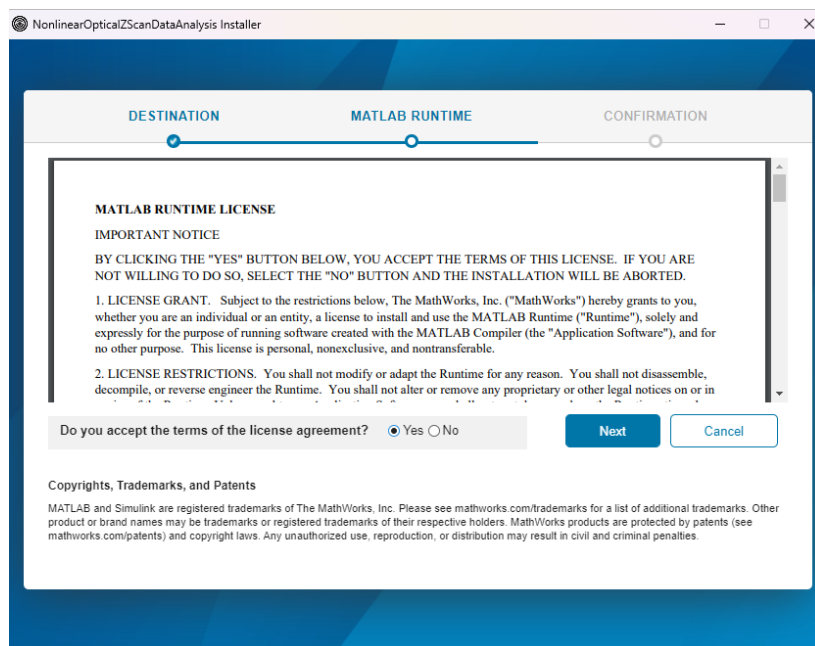 NonlinearOpticalZScanDataAnalysis Installer
DESTINATION MATLAB RUNTIME CONFIRMATION
MATLAB RUNTIME LICENSE
IMPORTANT NOTICE
BY CLICKING THE "YES" BUTTON BELOW, YOU ACCEPT THE TERMS OF THIS LICENSE. IF YOU ARE
NOT WILLING TO DO SO, SELECT THE "NO" BUTTON AND THE INSTALLATION WILL BE ABORTED.
1. LICENSE GRANT. Subject to the restrictions below, The MathWorks, Inc. ("MathWorks") hereby grants to you,
whether you are an individual or an entity, a license to install and use the MATLAB Runtime ("Runtime"), solely and
expressly for the purpose of running software created with the MATLAB Compiler (the "Application Software"), and for
no other purpose. This license is personal, nonexclusive, and nontransferable.
2. LICENSE RESTRICTIONS. You shall not modify or adapt the Runtime for any reason. You shall not disassemble,
decompile, or reverse engineer the Runtime. You shall not alter or remove any proprietary or other legal notices on or in
Do you accept the terms of the license agreement? Yes No
Next Cancel
Copyrights, Trademarks, and Patents
MATLAB and Simulink are registered trademarks of The MathWorks, Inc. Please see mathworks.com/trademarks for a list of additional trademarks. Other
product or brand names may be trademarks or registered trademarks of their respective holders. MathWorks products are protected by patents (see
mathworks.com/patents) and copyright laws. Any unauthorized use, reproduction, or distribution may result in civil and criminal penalties.